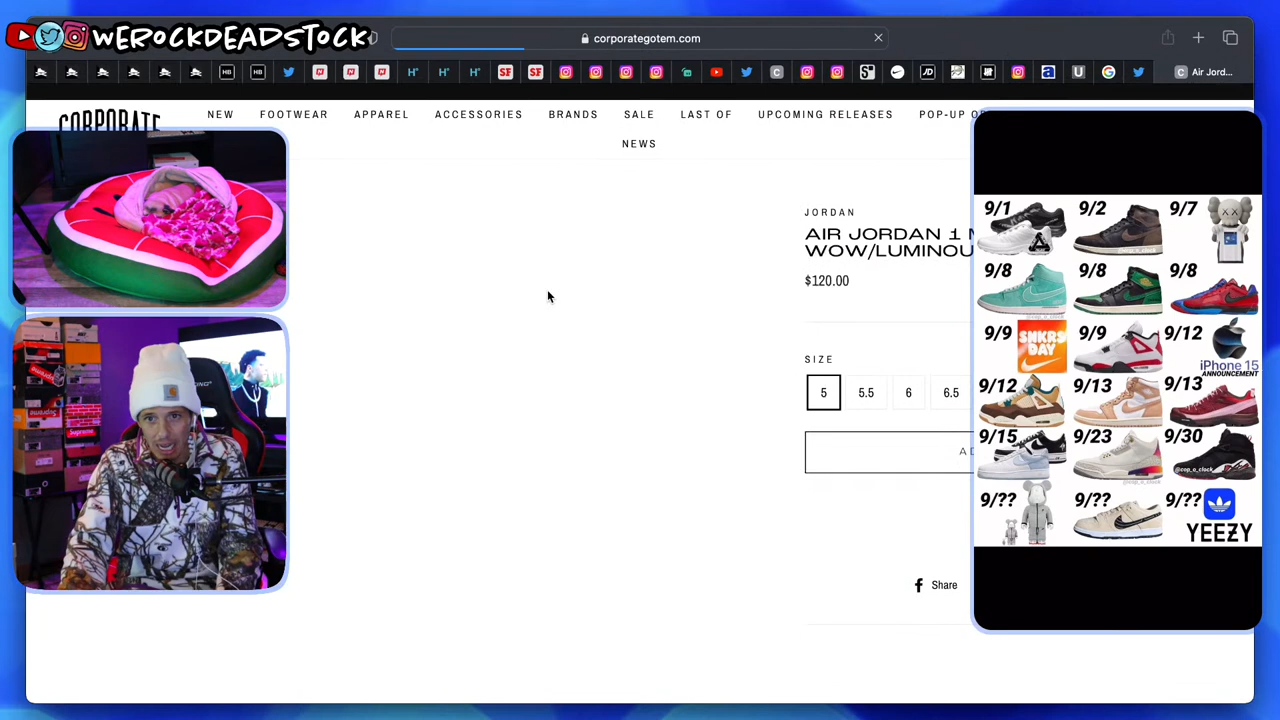 WEROCKDEADSTOCK
corporategotem.com
Air Jord...
CORPORATE
NEW FOOTWEAR APPAREL ACCESSORIES BRANDS SALE LAST OF UPCOMING RELEASES POP-UP
NEWS
JORDAN
AIR JORDAN 1 M
WOW/LUMINOU
$120.00
SIZE
5 5.5 6 6.5
AD
Share
9/1 9/2 9/7
9/8 9/8 9/8
9/9 SNKRS DAY 9/9 9/12 iPhone 15
ANNOUNCEMENT
9/12 9/13 9/13
9/15 9/23 9/30
@cop_o_clock
9/?? 9/?? 9/??
YEEZY
Supreme